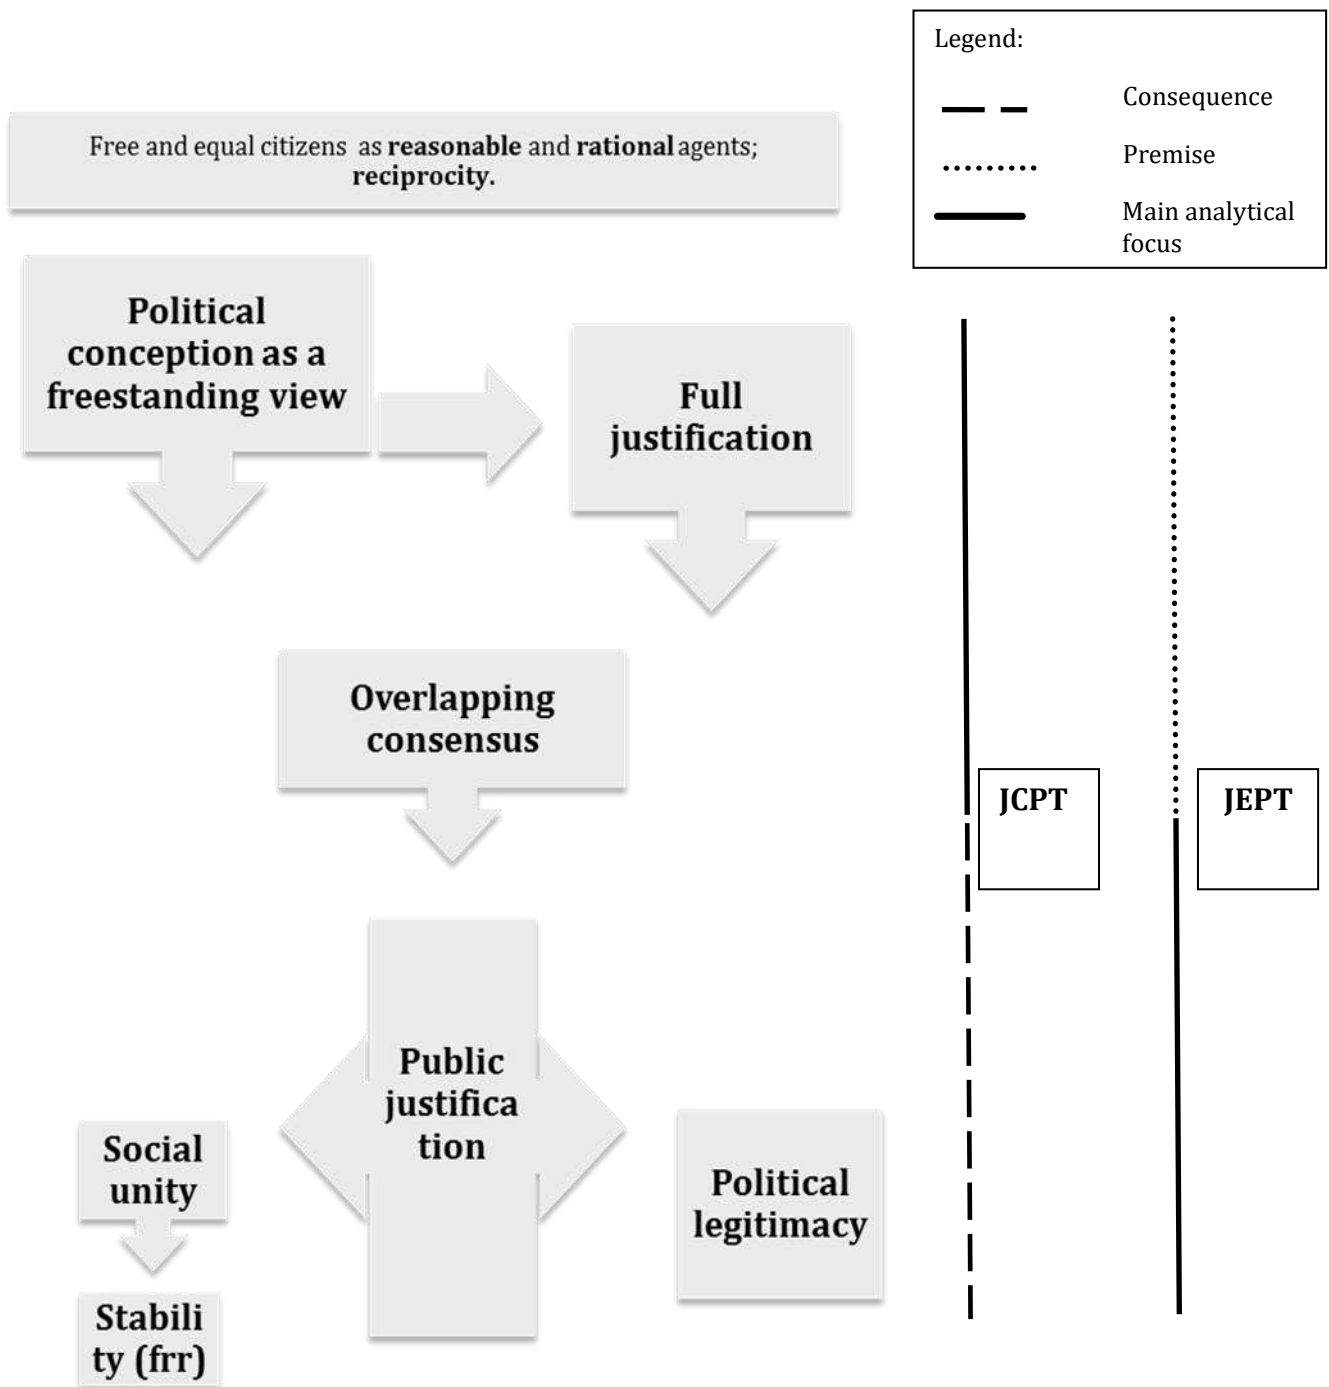 Legend:
Consequence
Premise
Main analytical
focus
Free and equal citizens as reasonable and rational agents;
reciprocity.
Political
conception as a
freestanding view
Full
justification
Overlapping
consensus
JCPT
JEPT
Public
justifica
tion
Social
unity
Political
legitimacy
Stabili
ty (frr)